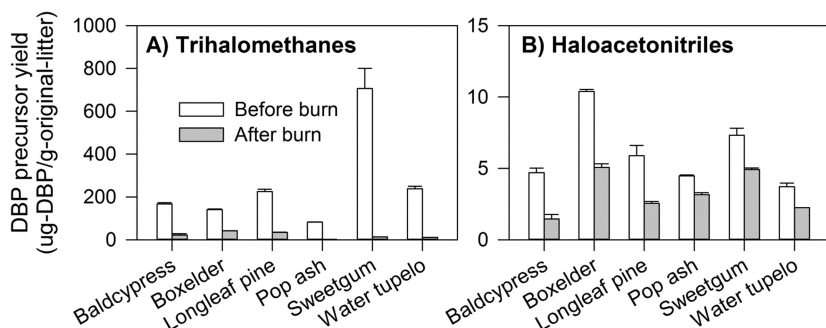 DBP precursor yield
(ug-DBP/g-original-litter)
A) Trihalomethanes
1000
800
600
400
200
0
Before burn
After burn
Baldcypress
Boxelder
Longleaf pine
Pop ash
Sweetgum
Water tupelo
B) Haloacetonitriles
15
10
5
0
Baldcypress
Boxelder
Longleaf pine
Pop ash
Sweetgum
Water tupelo